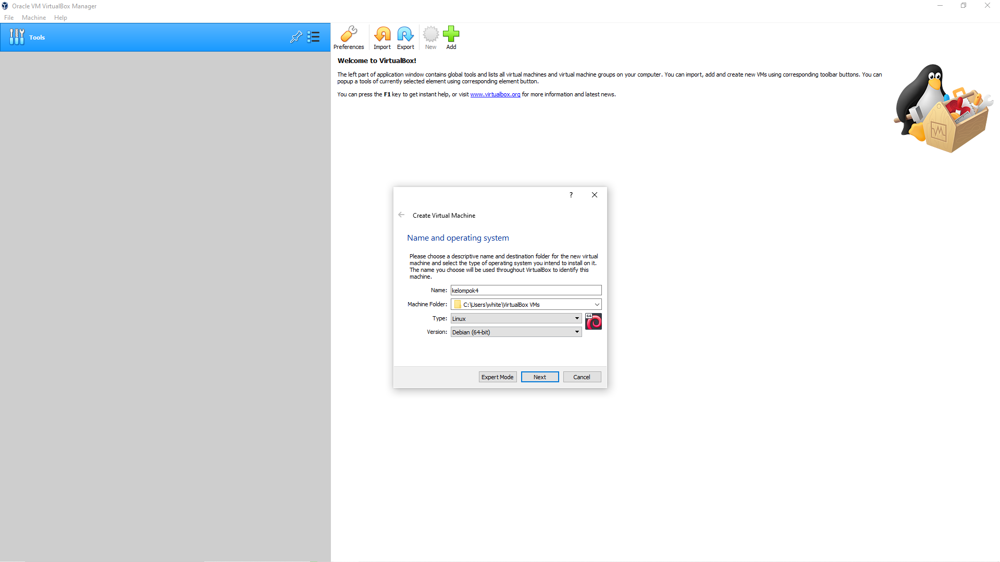 Oracle VM VirtualBox Manager
File Machine Help
Tools
Preferences Import Export New Add
Welcome to VirtualBox!
The left part of application window contains global tools and lists all virtual machines and virtual machine groups on your computer. You can import, add and create new VMs using corresponding toolbar buttons. You can
popup a tools of currently selected element using corresponding element button.
You can press the F1 key to get instant help, or visit www.virtualbox.org for more information and latest news.
?
Create Virtual Machine
Name and operating system
Please choose a descriptive name and destination folder for the new virtual
machine and select the type of operating system you intend to install on it.
The name you choose will be used throughout VirtualBox to identify this
machine.
Name: kelompok4
Machine Folder: C:\Users\white\VirtualBox VMs
Type: Linux
64
Version: Debian (64-bit)
Expert Mode Next Cancel